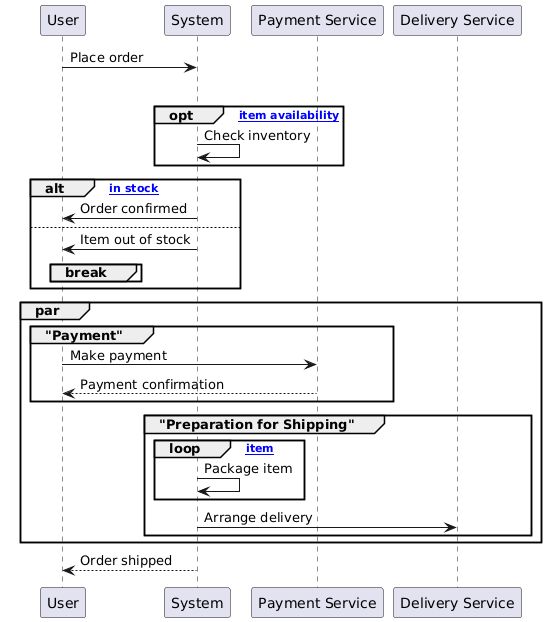 User System Payment Service Delivery Service
Place order
opt item availability
Check inventory
alt in stock
Order confirmed
Item out of stock
break
par
"Payment"
Make payment
Payment confirmation
"Preparation for Shipping"
loop item
Package item
Arrange delivery
Order shipped
User System Payment Service Delivery Service